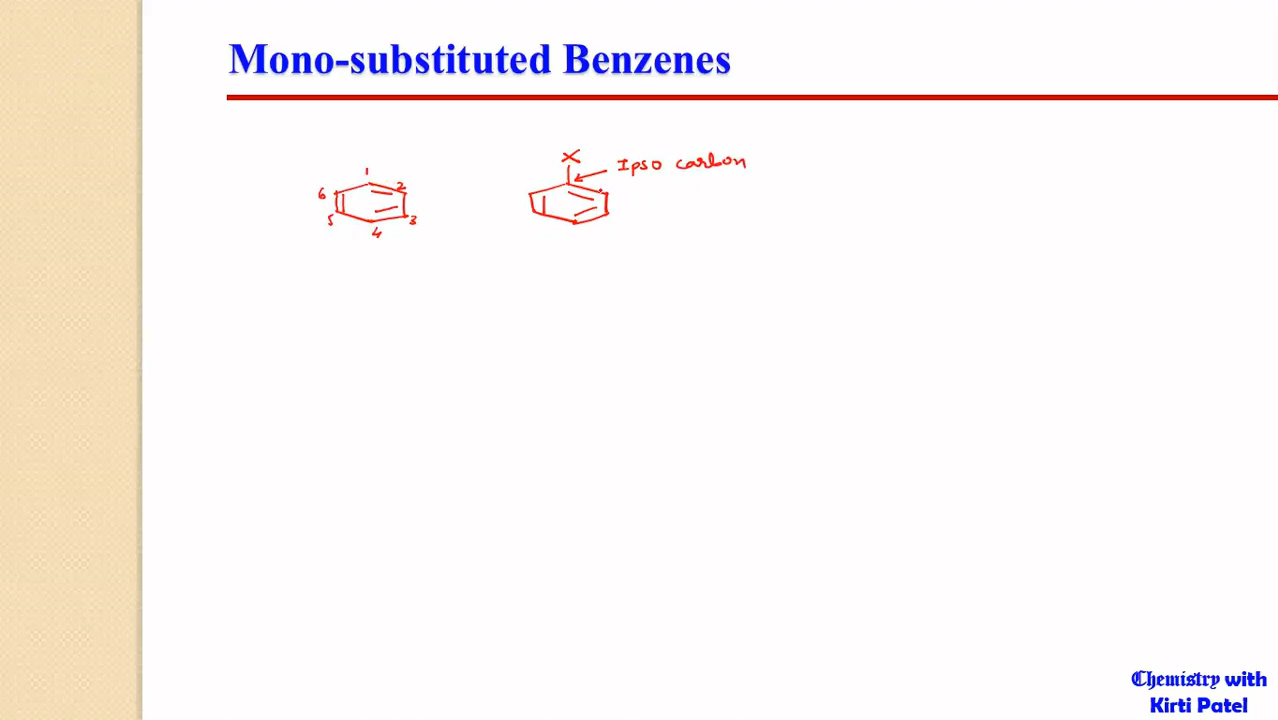 Mono-substituted Benzenes
1
2
3
4
5
6
X
Ipso carbon
Chemistry with
Kirti Patel